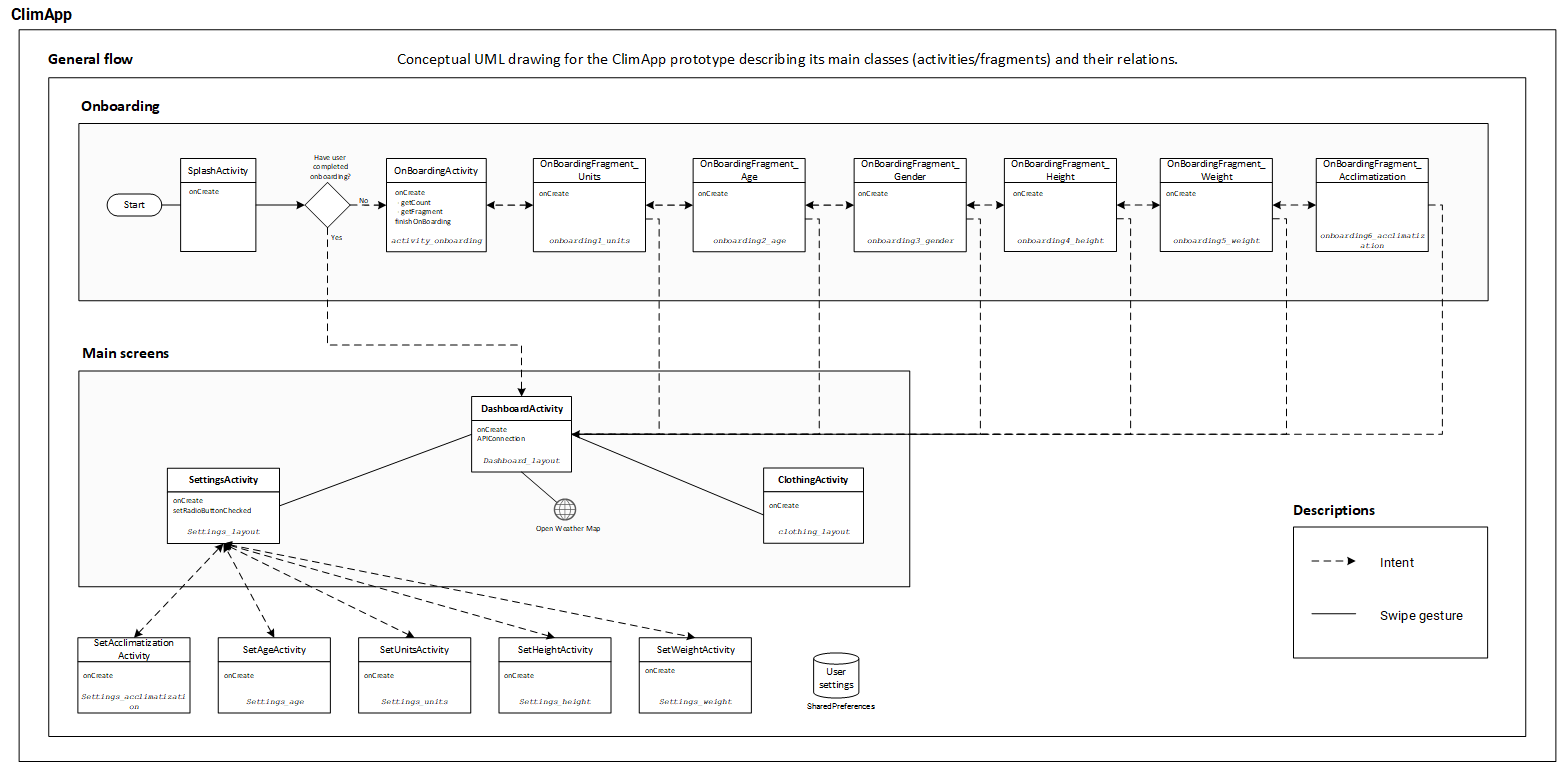 ClimApp
General flow
Conceptual UML drawing for the ClimApp prototype describing its main classes (activities/fragments) and their relations.
Onboarding
Start
SplashActivity
onCreate
Have user
completed
onboarding?
No
Yes
OnBoardingActivity
onCreate
getCount
getFragment
finishOnBoarding
activity_onboarding
OnBoardingFragment_
Units
onCreate
onboarding1_units
OnBoardingFragment_
Age
onCreate
onboarding2_age
OnBoardingFragment_
Gender
onCreate
onboarding3_gender
OnBoardingFragment_
Height
onCreate
onboarding4_height
OnBoardingFragment_
Weight
onCreate
onboarding5_weight
OnBoardingFragment_
Acclimatization
onboarding6_acclimatiz
ation
Main screens
DashboardActivity
onCreate
APIConnection
Dashboard_layout
SettingsActivity
onCreate
setRadioButtonChecked
Settings_layout
Open Weather Map
ClothingActivity
onCreate
clothing_layout
Descriptions
Intent
Swipe gesture
SetAcclimatization
Activity
onCreate
Settings_acclimatizati
on
SetAgeActivity
onCreate
Settings_age
SetUnitsActivity
onCreate
Settings_units
SetHeightActivity
onCreate
Settings_height
SetWeightActivity
onCreate
Settings_weight
User
settings
SharedPreferences